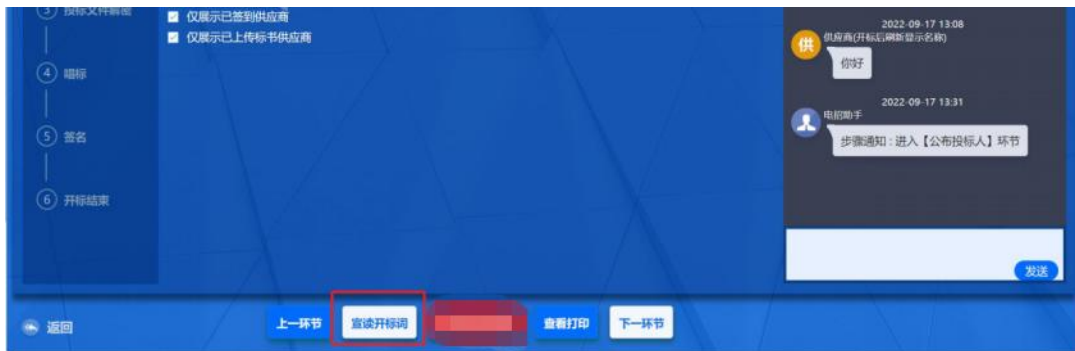 ③ 投标文件解密
仅展示已签到供应商
仅展示已上传标书供应商
④ 唱标
⑤ 签名
⑥ 开标结束
2022-09-17 13:08
供
供应商(开标后刷新显示名称)
你好
2022-09-17 13:31
电招助手
步骤通知 : 进入【公布投标人】环节
发送
返回
上一环节
宣读开标词
查看打印
下一环节